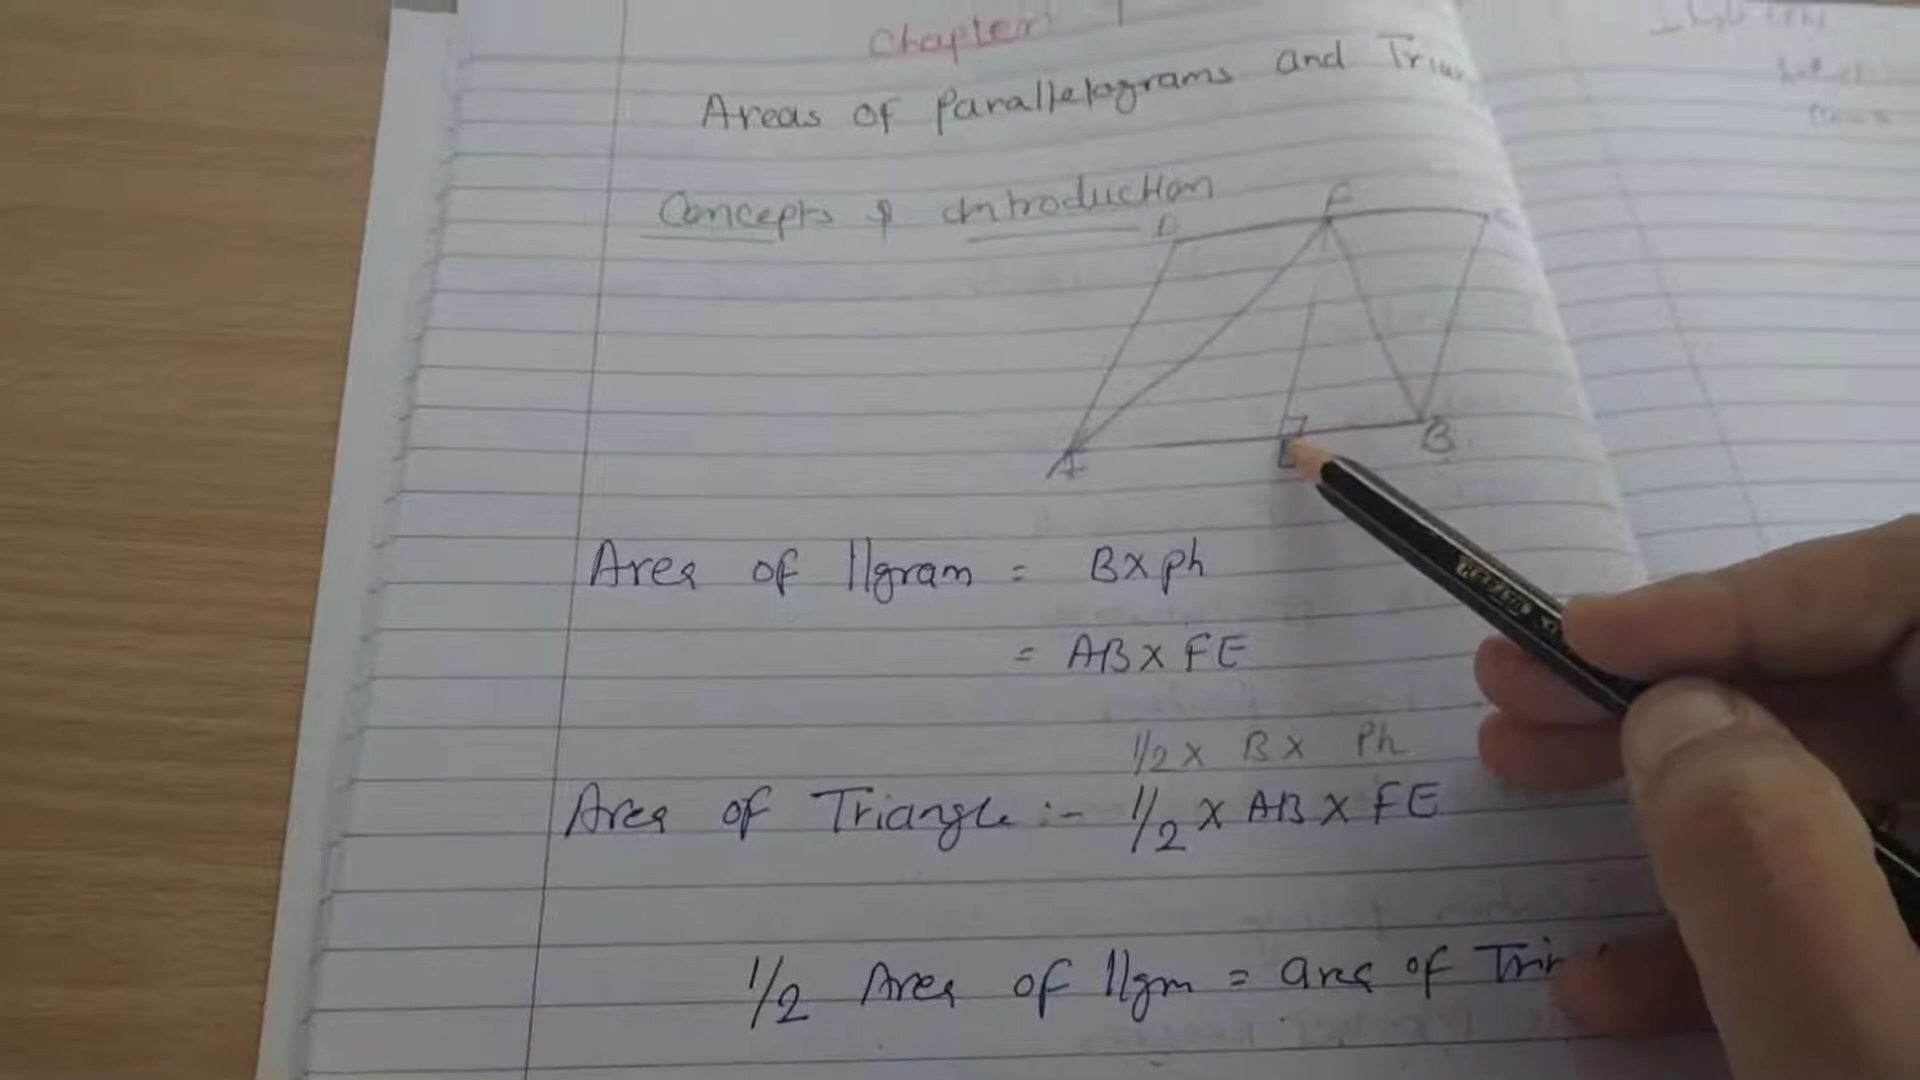 Chapter 1
Areas of Parallelograms and
Concepts & Introduction
F
A
B
E
Area of ||gram = B x ph
= AB x FE
1/2 x B x Ph
Area of Triangle :- 1/2 x AB x FE
1/2 Area of ||gm = area of